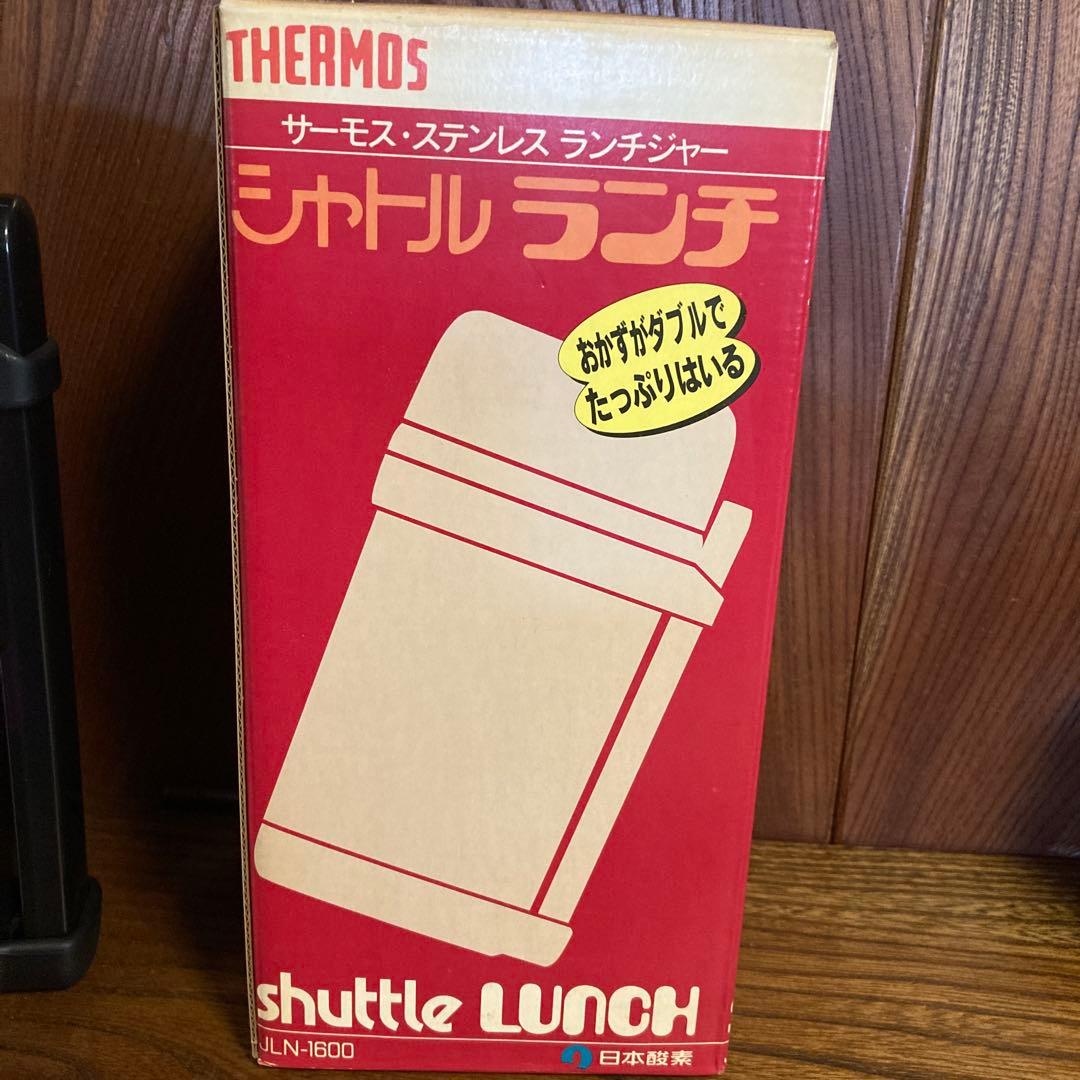 THERMOS
サーモス・ステンレス ランチジャー
シャトル ランチ
おかずがダブルで
たっぷりはいる
shuttle LUNCH
JLN-1600
日本酸素